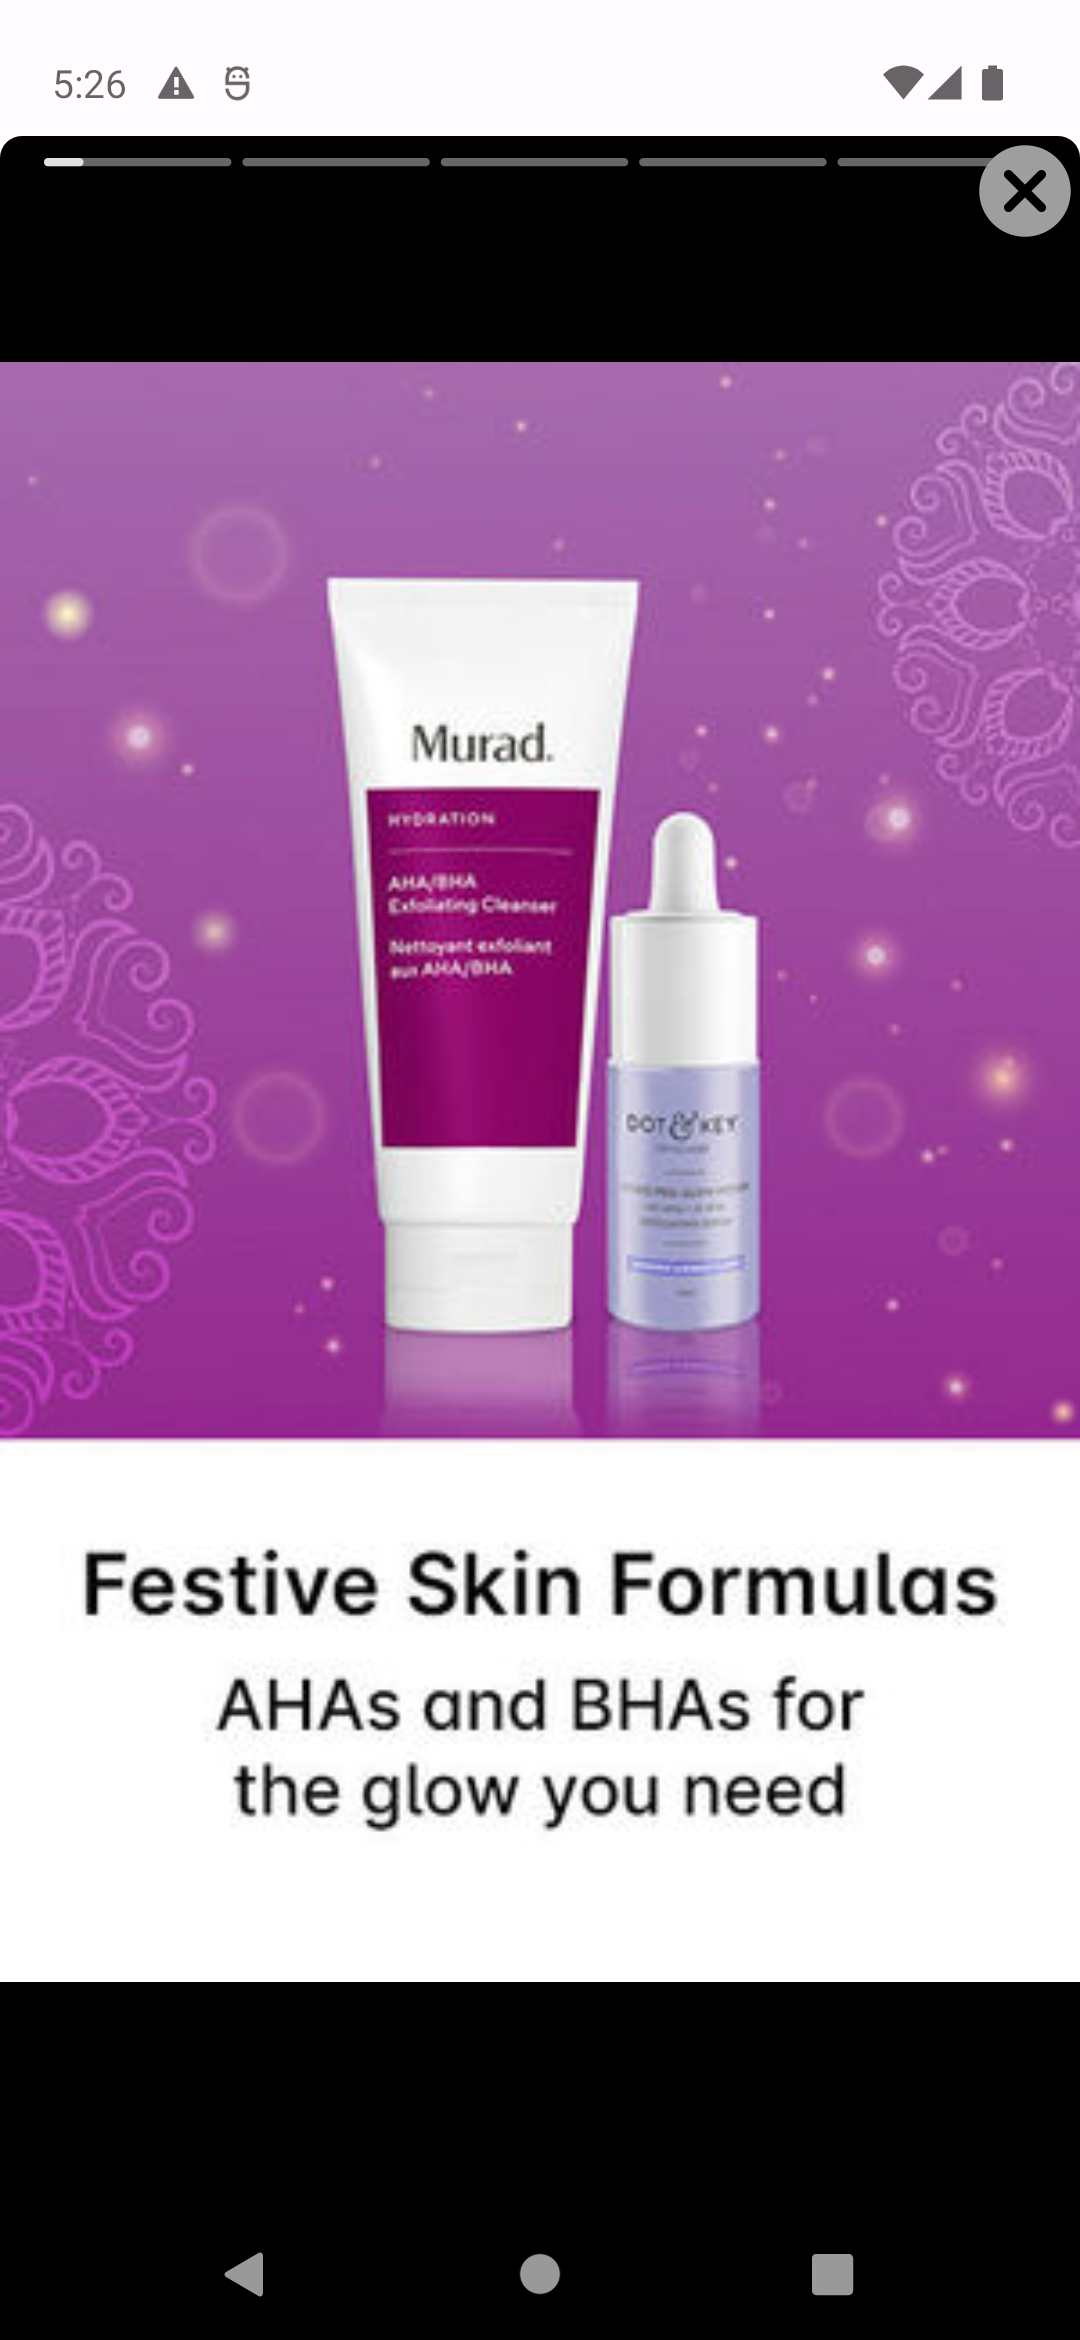 5:26
Murad.
HYDRATION
AHA/BHA
Exfoliating Cleanser
Nettoyant exfoliant
aux AHA/BHA
DOT & KEY
Festive Skin Formulas
AHAs and BHAs for
the glow you need